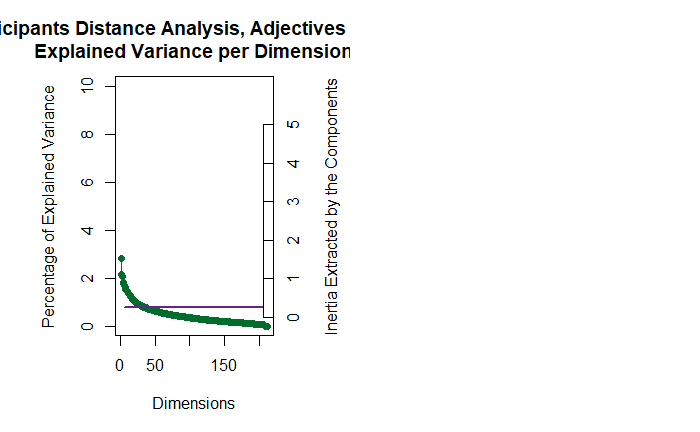 icipants Distance Analysis, Adjectives
Explained Variance per Dimension
Percentage of Explained Variance
0 2 4 6 8 10
0 1 2 3 4 5
Inertia Extracted by the Components
0 50 150
Dimensions